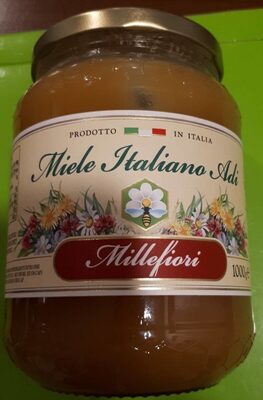 PRODOTTO IN ITALIA
Miele Italiano Adi
Millefiori
1000g e